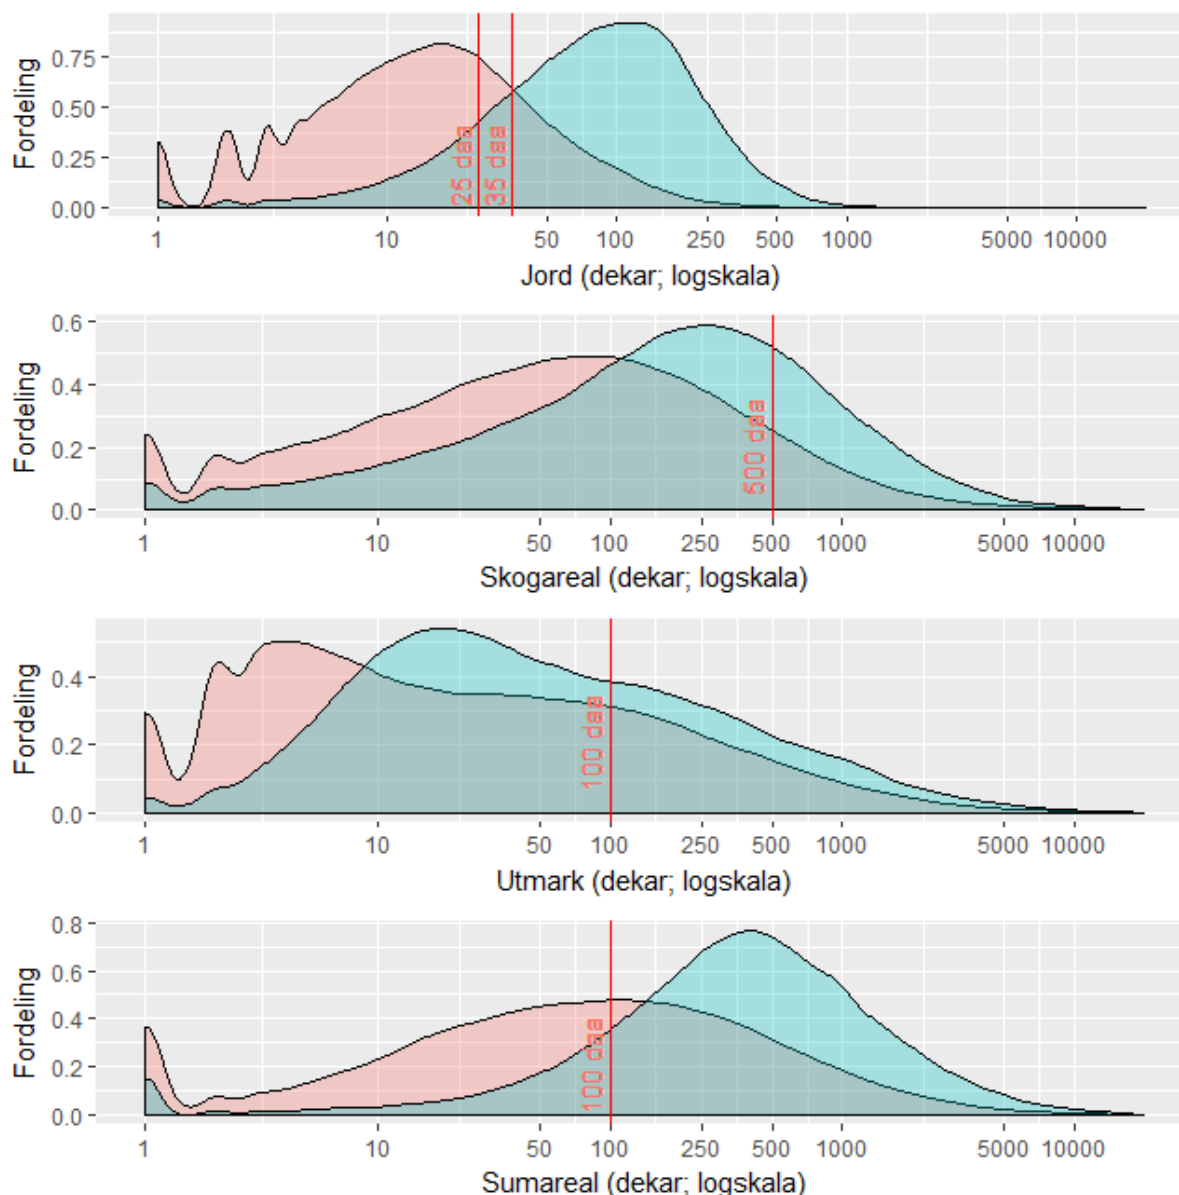 Fordeling
0.75
0.50
0.25
0.00
25 daa
35 daa
1 10 50 100 250 500 1000 5000 10000
Jord (dekar; logskala)
Fordeling
0.6
0.4
0.2
0.0
500 daa
1 10 50 100 250 500 1000 5000 10000
Skogareal (dekar; logskala)
Fordeling
0.4
0.2
0.0
100 daa
1 10 50 100 250 500 1000 5000 10000
Utmark (dekar; logskala)
Fordeling
0.8
0.6
0.4
0.2
0.0
100 daa
1 10 50 100 250 500 1000 5000 10000
Sumareal (dekar; logskala)